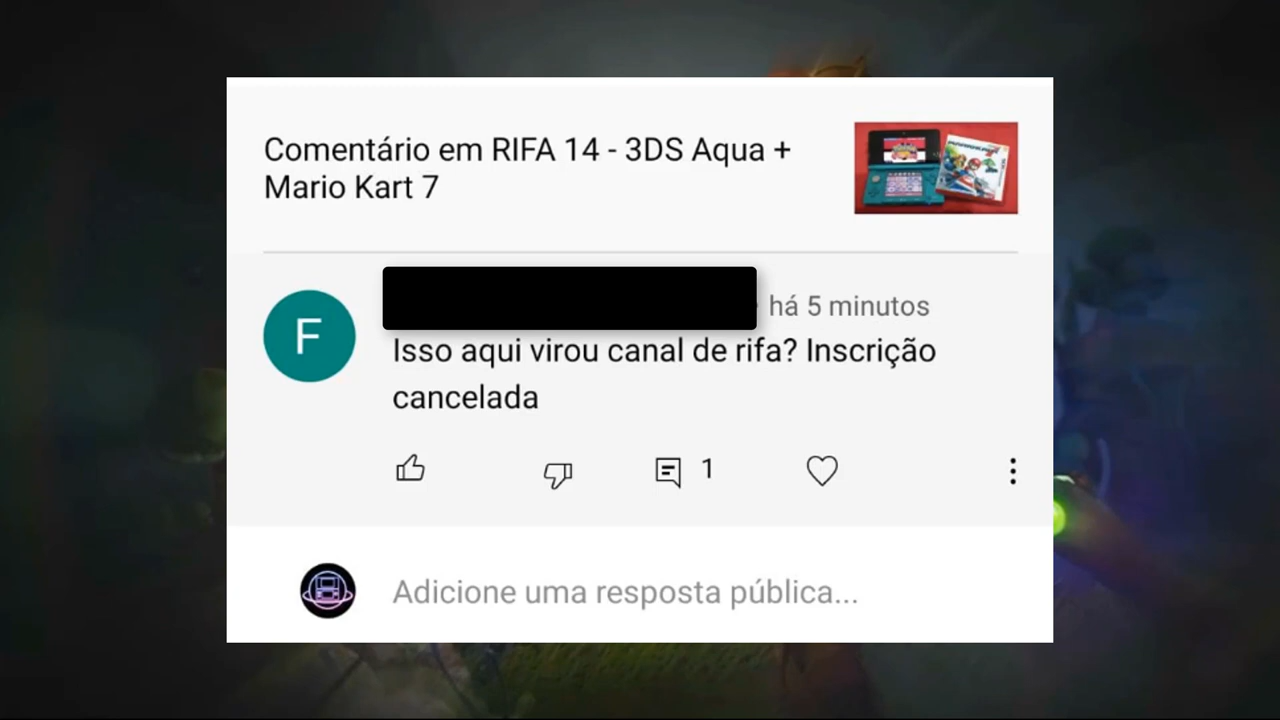 Comentário em RIFA 14 - 3DS Aqua +
Mario Kart 7
F
há 5 minutos
Isso aqui virou canal de rifa? Inscrição
cancelada
1
Adicione uma resposta pública...